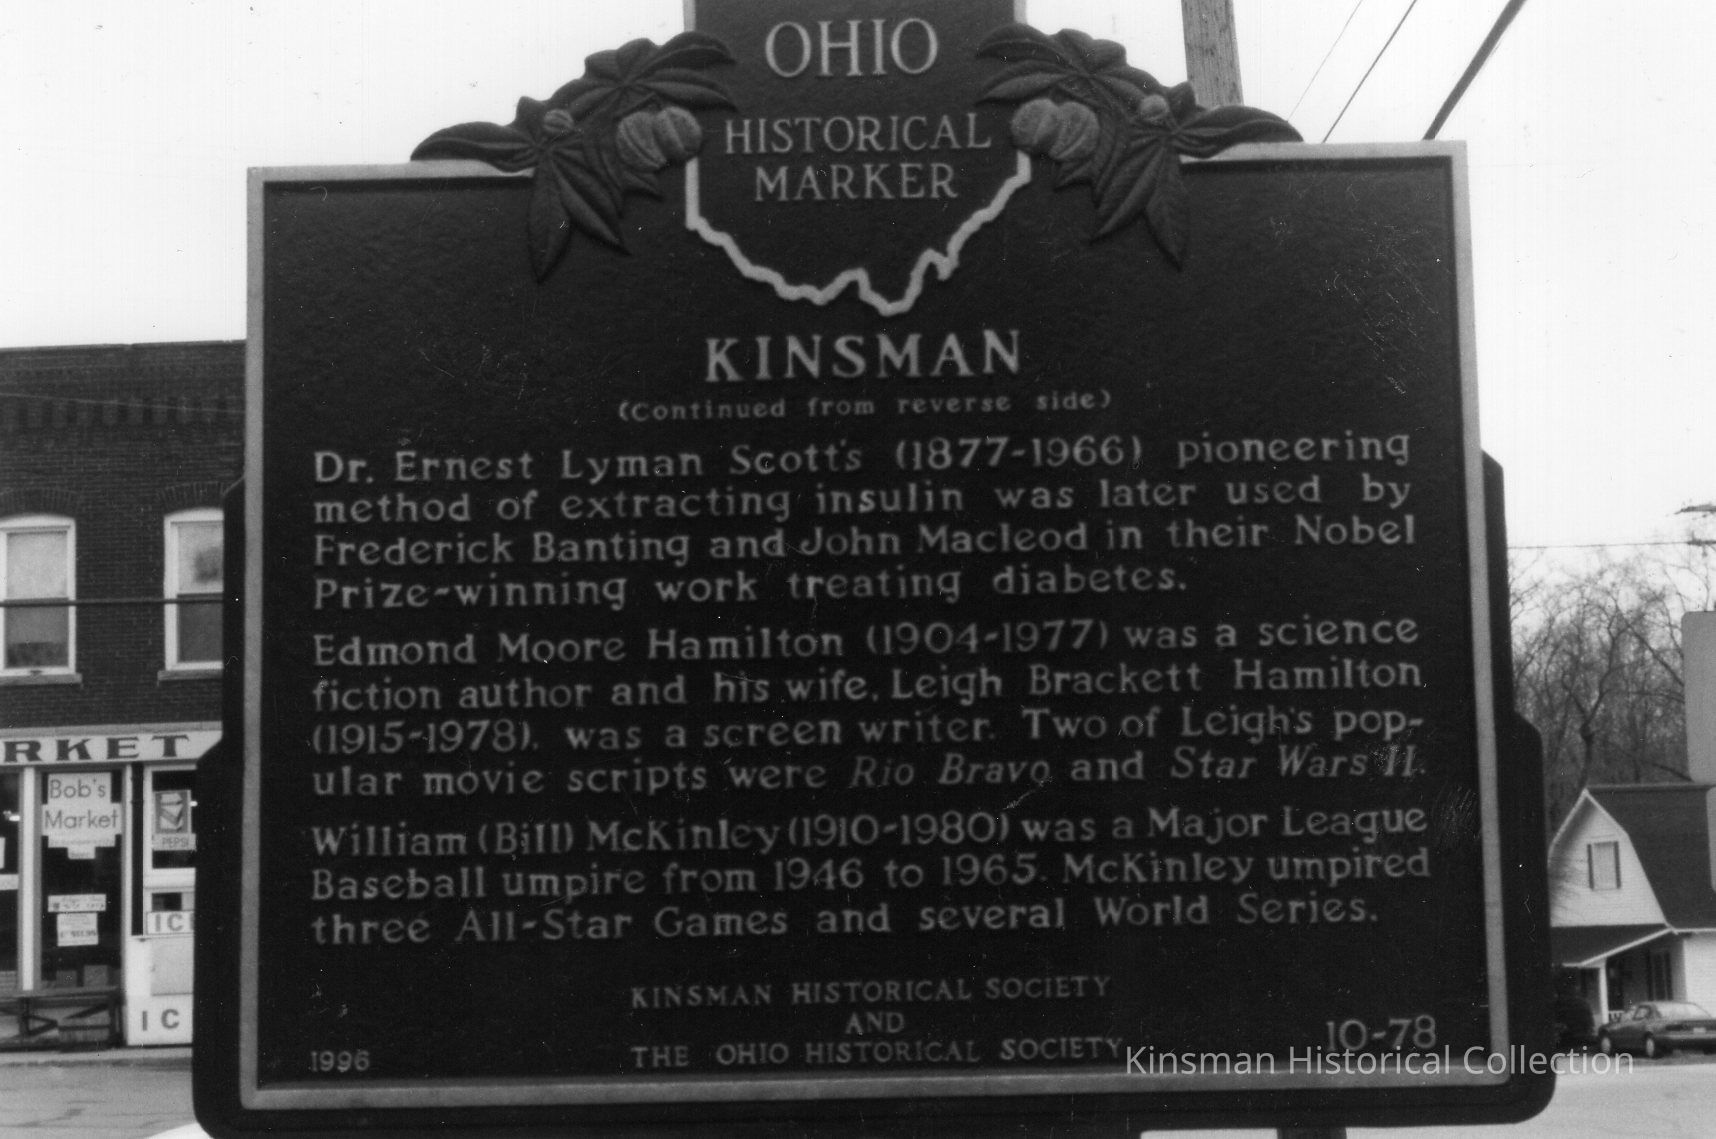 OHIO
HISTORICAL
MARKER
KINSMAN
(Continued from reverse side)
Dr. Ernest Lyman Scott's (1877-1966) pioneering
method of extracting insulin was later used by
Frederick Banting and John Macleod in their Nobel
Prize-winning work treating diabetes.
Edmond Moore Hamilton (1904-1977) was a science
fiction author and his wife, Leigh Brackett Hamilton
(1915-1978), was a screen writer. Two of Leigh's pop-
ular movie scripts were Rio Bravo and Star Wars II.
William (Bill) McKinley (1910-1980) was a Major League
Baseball umpire from 1946 to 1965. McKinley umpired
three All-Star Games and several World Series.
KINSMAN HISTORICAL SOCIETY
AND
THE OHIO HISTORICAL SOCIETY
1996
10-78
RKET
Bob's
Market
PEPSI
IC
IC
Kinsman Historical Collection